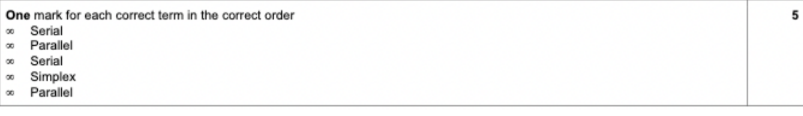 One mark for each correct term in the correct order 5
∞ Serial
∞ Parallel
∞ Serial
∞ Simplex
∞ Parallel